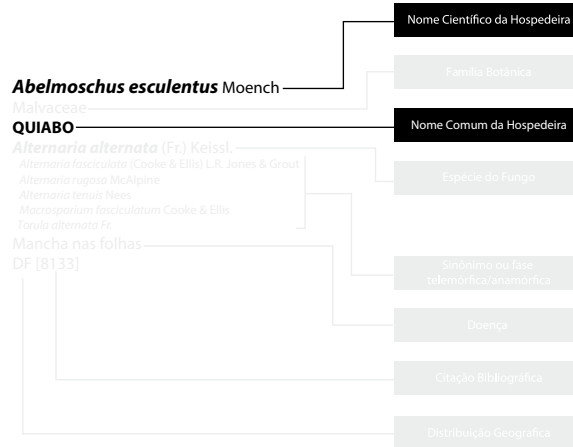 Nome Científico da Hospedeira
Abelmoschus esculentus Moench
Família Botânica
Malvaceae
QUIABO
Nome Comum da Hospedeira
Alternaria alternata (Fr.) Keissl.
Alternaria fasciculata (Cooke & Ellis) L.R. Jones & Grout
Alternaria rugosa McAlpine
Alternaria tenuis Nees
Macrosporium fasciculatum Cooke & Ellis
Torula alternata Fr.
Espécie do Fungo
Mancha nas folhas
DF [8133]
Sinônimo ou fase
telemórfica/anamórfica
Doença
Citação Bibliográfica
Distribuição Geografica